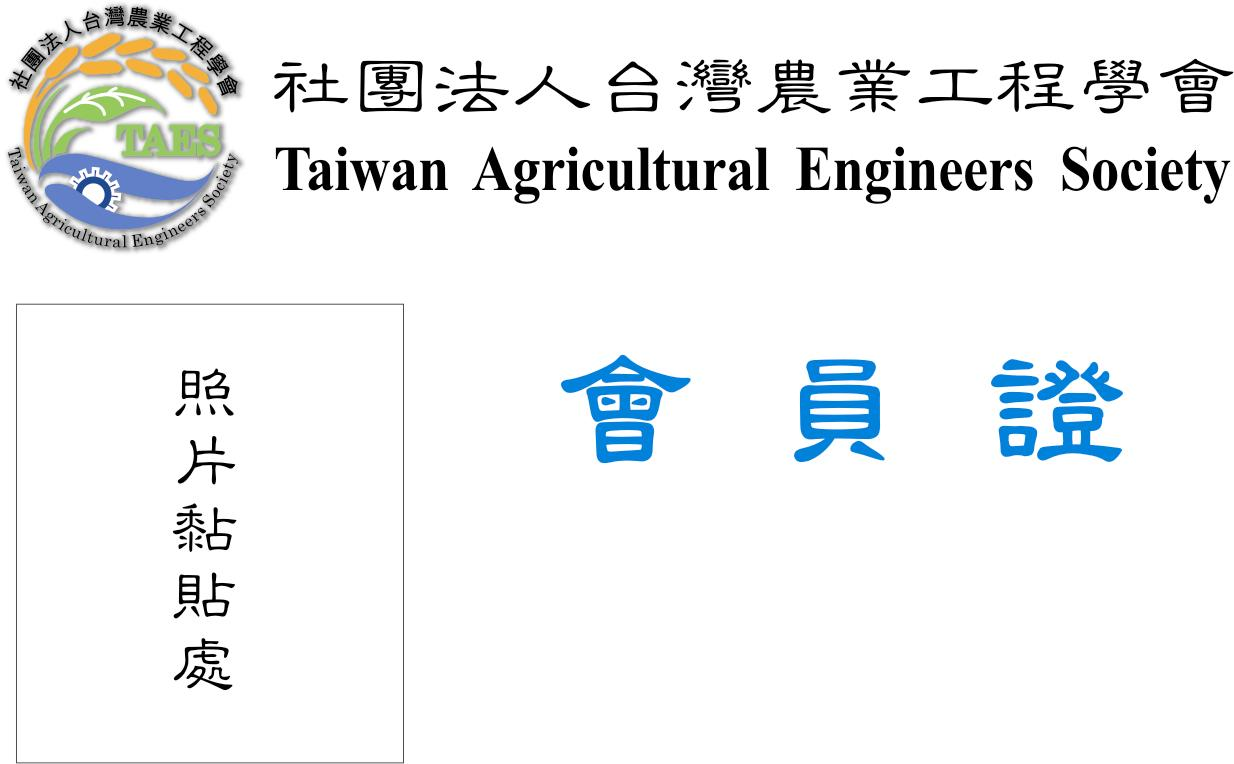 社團法人台灣農業工程學會
TAES
Taiwan Agricultural Engineers Society
社團法人台灣農業工程學會
Taiwan Agricultural Engineers Society
會員證
照片黏貼處